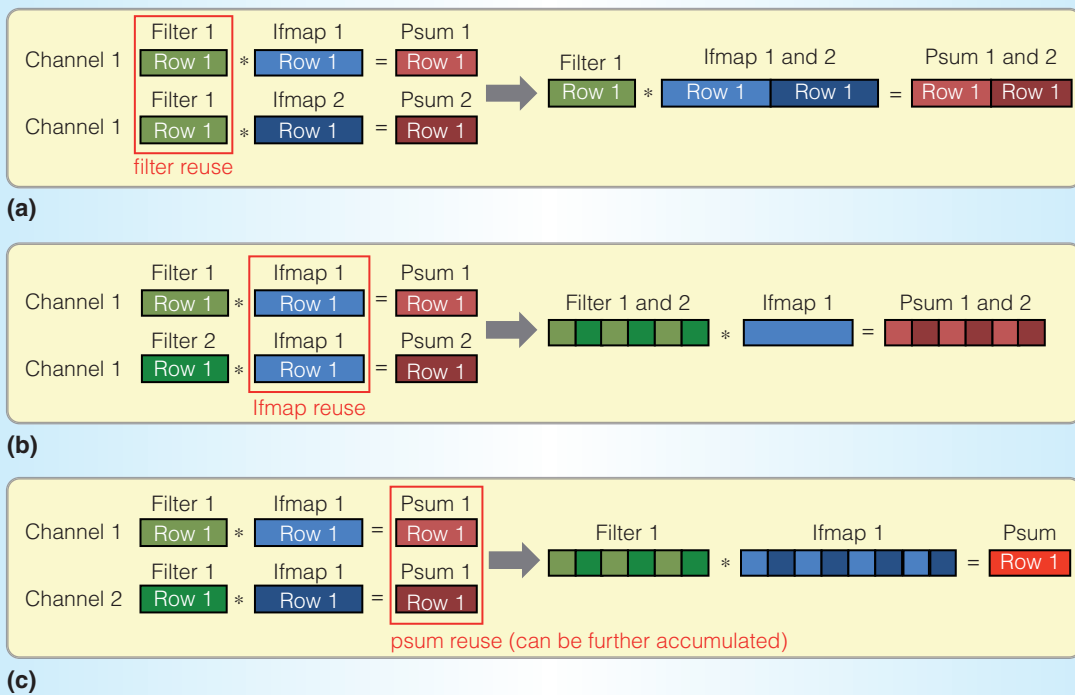 Filter 1 Ifmap 1 Psum 1
Channel 1 Row 1 * Row 1 = Row 1
Filter 1 Ifmap 2 Psum 2
Channel 1 Row 1 * Row 1 = Row 1
filter reuse
Filter 1 Ifmap 1 and 2 Psum 1 and 2
Row 1 * Row 1 Row 1 = Row 1 Row 1
(a)
Filter 1 Ifmap 1 Psum 1
Channel 1 Row 1 * Row 1 = Row 1
Filter 2 Ifmap 1 Psum 2
Channel 1 Row 1 * Row 1 = Row 1
Ifmap reuse
Filter 1 and 2 Ifmap 1 Psum 1 and 2
* =
(b)
Filter 1 Ifmap 1 Psum 1
Channel 1 Row 1 * Row 1 = Row 1
Filter 1 Ifmap 1 Psum 1
Channel 2 Row 1 * Row 1 = Row 1
psum reuse (can be further accumulated)
Filter 1 Ifmap 1 Psum
* = Row 1
(c)